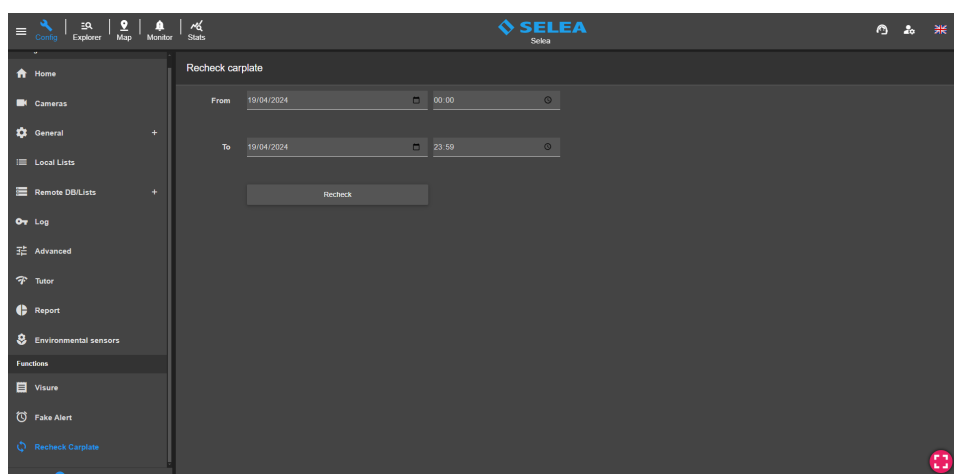 Config Explorer Map Monitor Stats
SELEA
Selea
Home
Cameras
General +
Local Lists
Remote DB/Lists +
Log
Advanced
Tutor
Report
Environmental sensors
Functions
Visure
Fake Alert
Recheck Carplate
Recheck carplate
From 19/04/2024 00:00
To 19/04/2024 23:59
Recheck